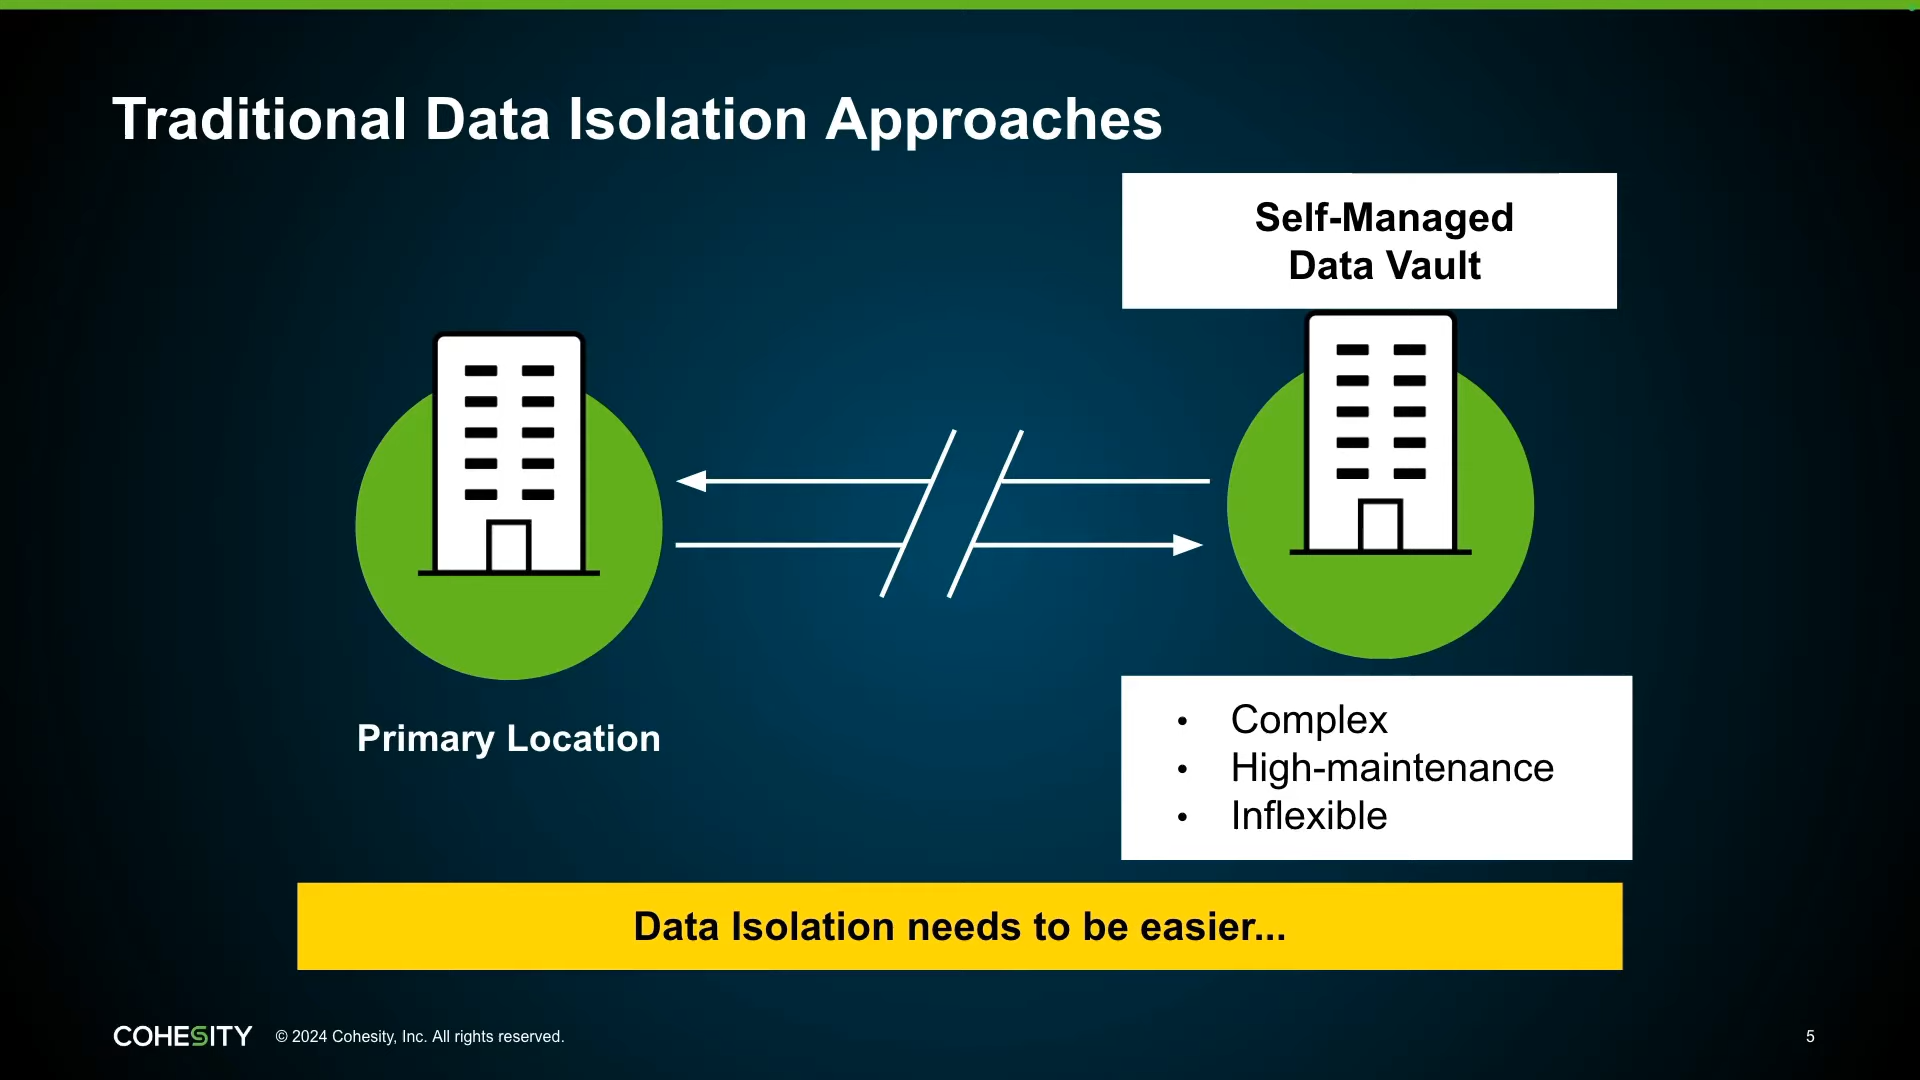 Traditional Data Isolation Approaches
Self-Managed
Data Vault
Primary Location
• Complex
• High-maintenance
• Inflexible
Data Isolation needs to be easier...
COHESITY © 2024 Cohesity, Inc. All rights reserved.
5